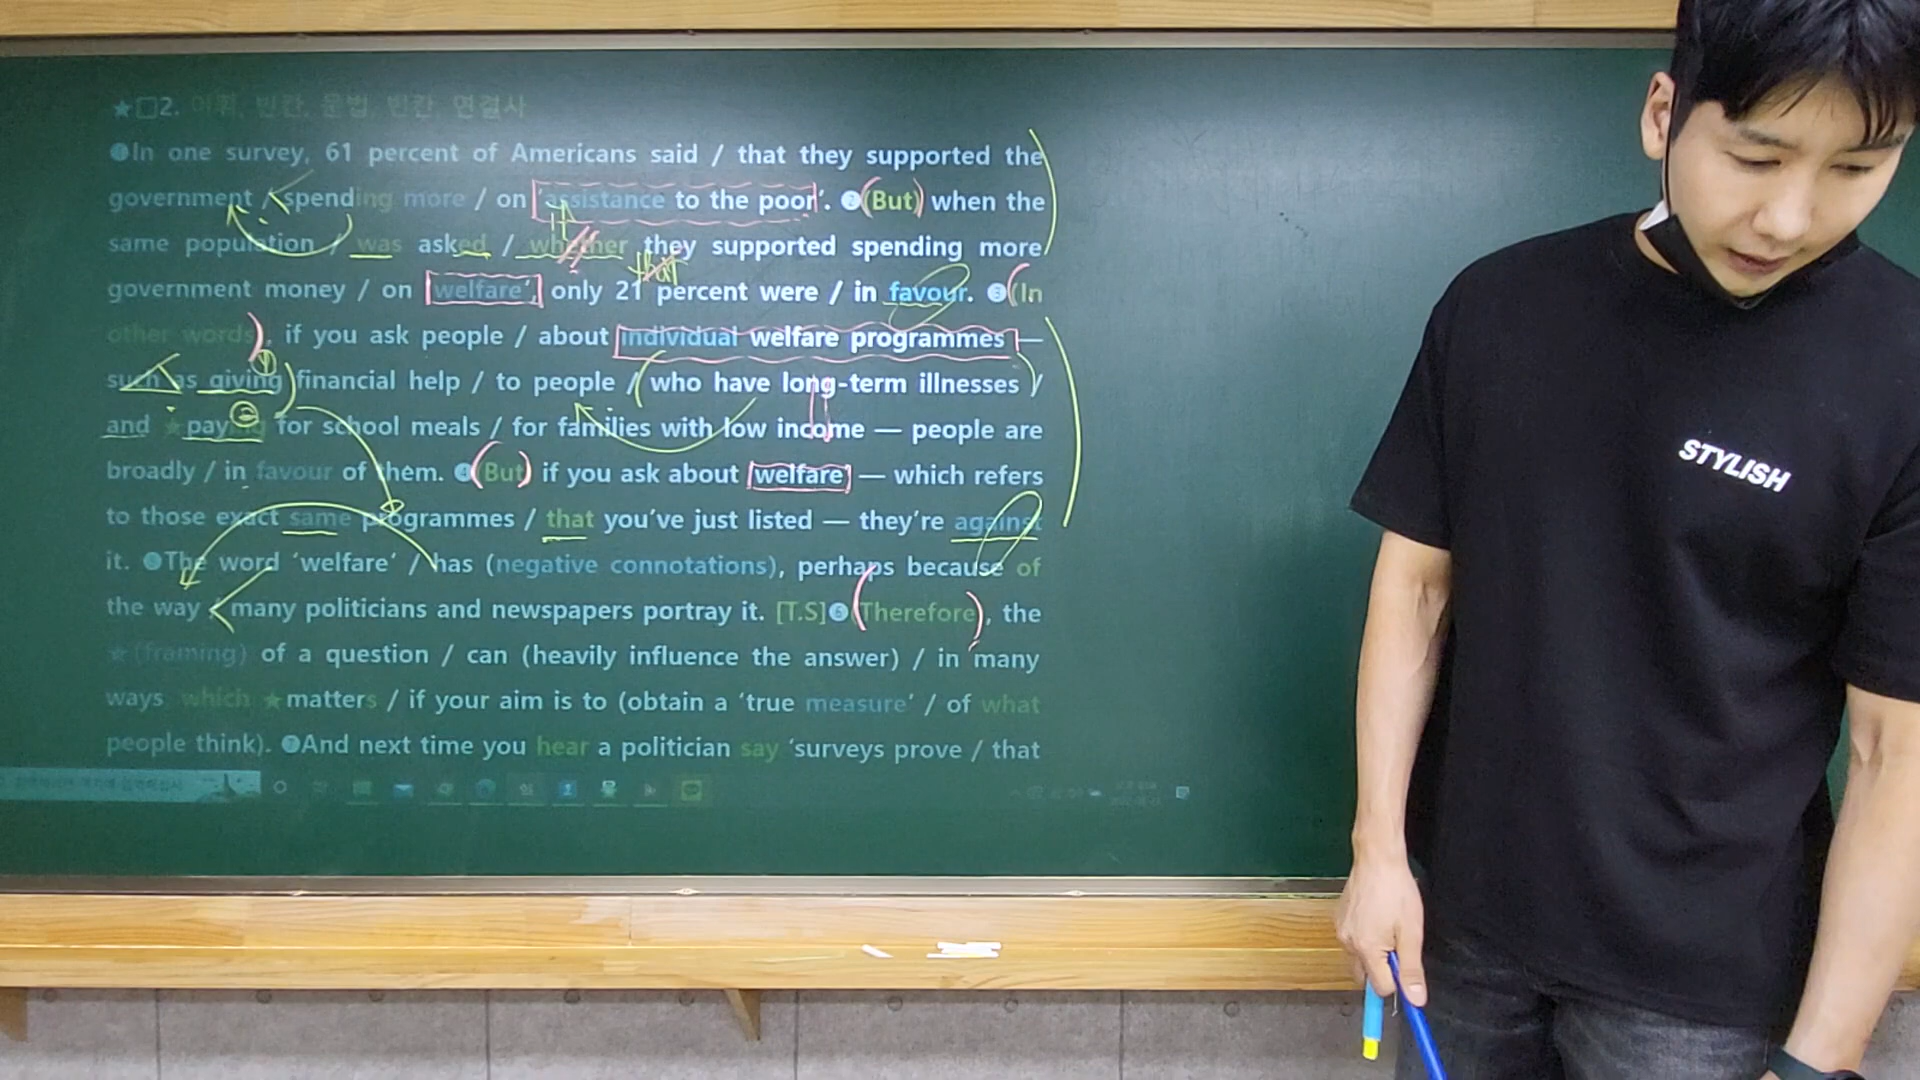 ★□2. 어휘, 빈칸, 문법, 빈칸, 연결사
❶In one survey, 61 percent of Americans said / that they supported the
government / spending more / on 'assistance to the poor'. ❷(But) when the
same population / was asked / whether they supported spending more
if
that
government money / on 'welfare', only 21 percent were / in favour. ❸(In
other words), if you ask people / about individual welfare programmes —
①
such as giving financial help / to people / (who have long-term illnesses /
②
and ★paying for school meals / for families with low income — people are
broadly / in favour of them. ❹(But) if you ask about 'welfare' — which refers
to those exact same programmes / that you've just listed — they're against
it. ❺The word 'welfare' / has (negative connotations), perhaps because of
the way / many politicians and newspapers portray it. [T.S]❻(Therefore), the
★(framing) of a question / can (heavily influence the answer) / in many
ways which ★matters / if your aim is to (obtain a 'true measure' / of what
people think). ❼And next time you hear a politician say 'surveys prove / that
STYLISH